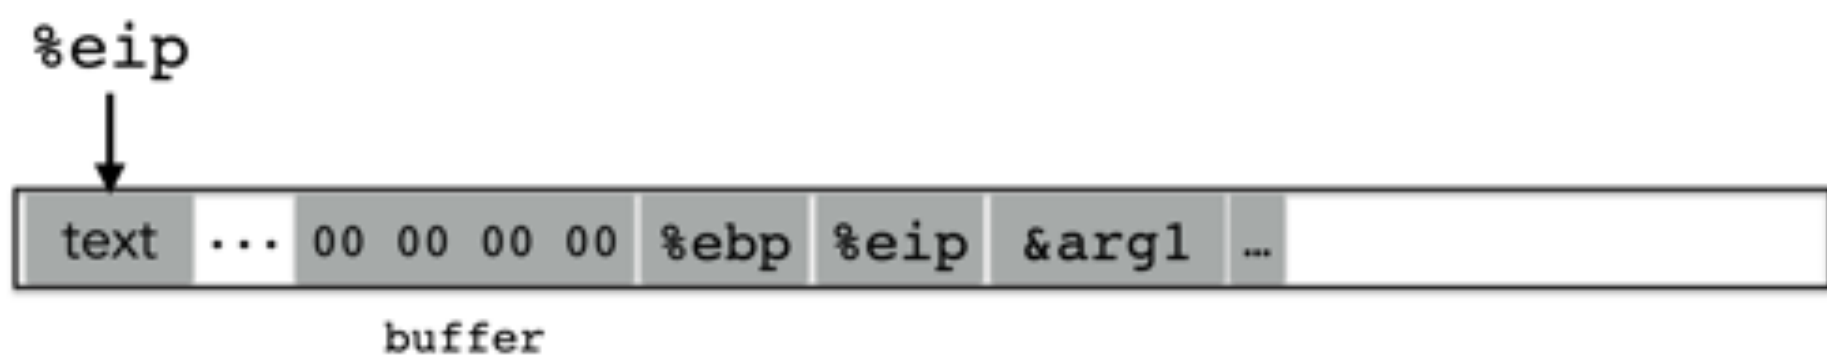 %eip
text ... 00 00 00 00 %ebp %eip &arg1 …
buffer